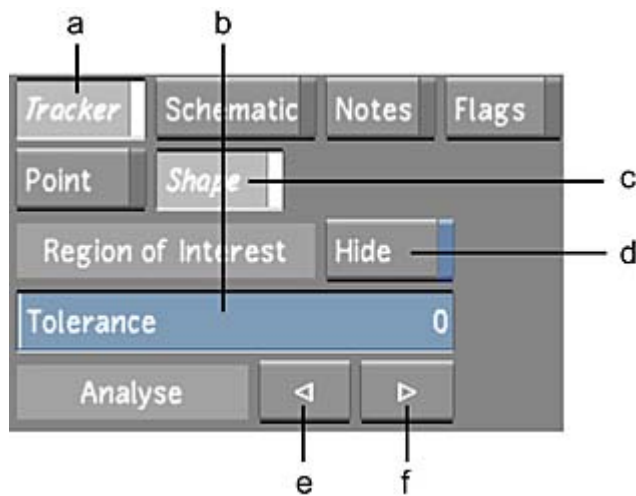 a b
Tracker Schematic Notes Flags
Point Shape c
Region of Interest Hide d
Tolerance 0
Analyse
e f